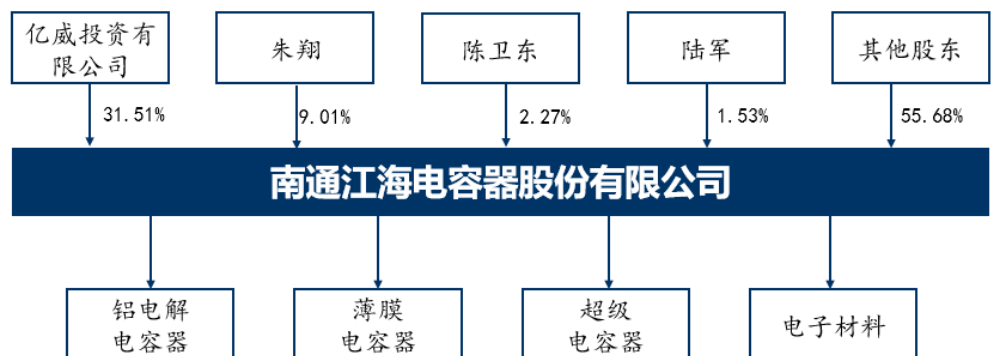 亿威投资有
限公司
朱翔
陈卫东
陆军
其他股东
31.51%
9.01%
2.27%
1.53%
55.68%
南通江海电容器股份有限公司
铝电解
电容器
薄膜
电容器
超级
电容器
电子材料